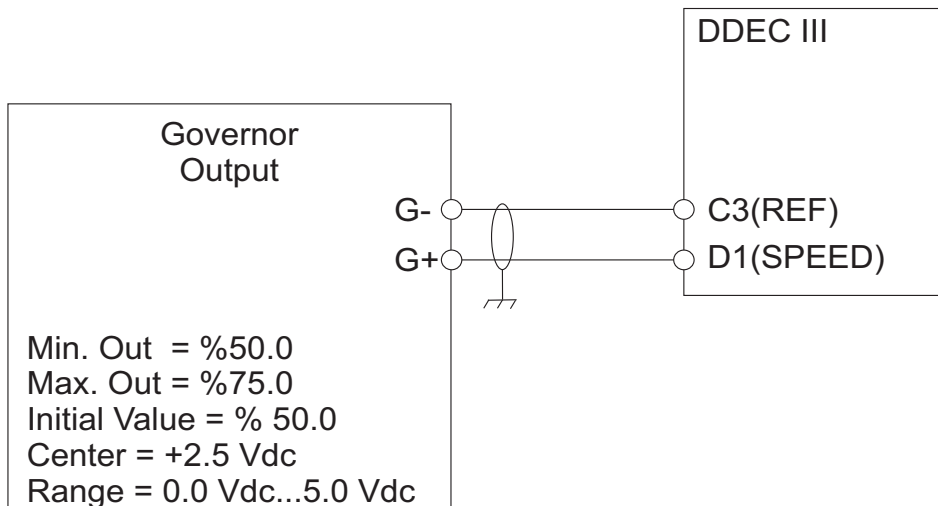 DDEC III
Governor
Output
G-
C3(REF)
G+
D1(SPEED)
Min. Out = %50.0
Max. Out = %75.0
Initial Value = % 50.0
Center = +2.5 Vdc
Range = 0.0 Vdc...5.0 Vdc